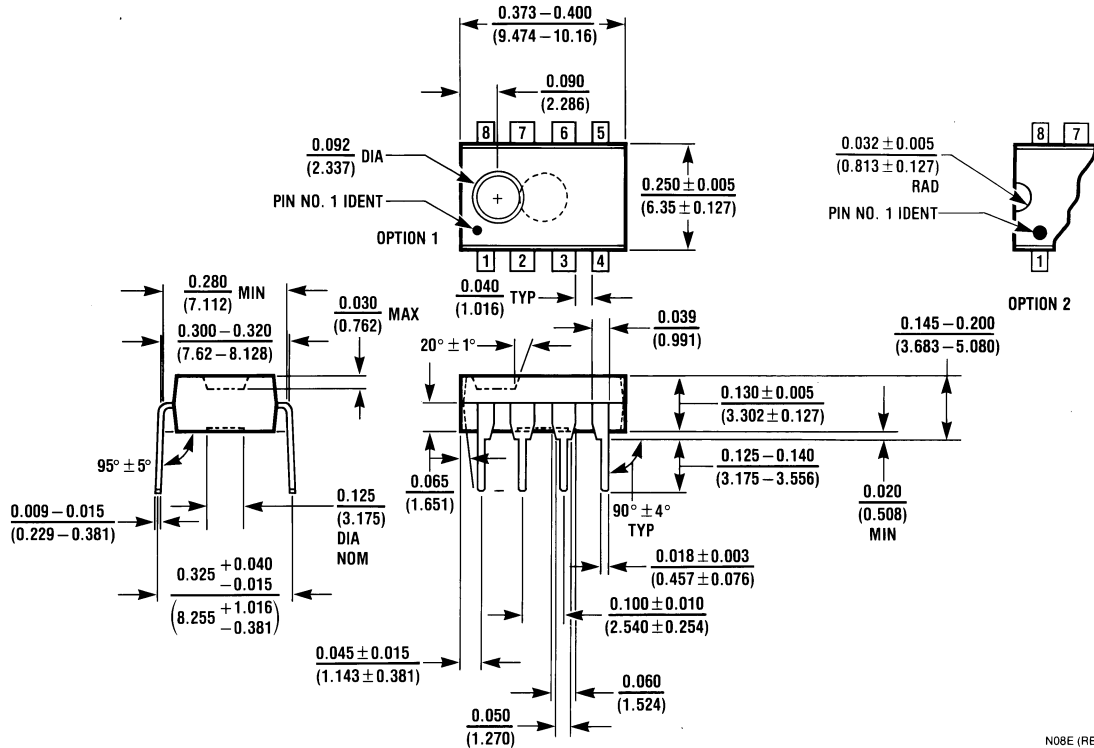 0.373 – 0.400
(9.474 – 10.16)
0.090
(2.286)
8
7
6
5
0.092
(2.337)
DIA
PIN NO. 1 IDENT
OPTION 1
0.250 ± 0.005
(6.35 ± 0.127)
1
2
3
4
8
7
0.032 ± 0.005
(0.813 ± 0.127)
RAD
PIN NO. 1 IDENT
1
OPTION 2
0.280
(7.112)
MIN
0.300 – 0.320
(7.62 – 8.128)
0.030
(0.762)
MAX
0.040
(1.016)
TYP
0.039
(0.991)
20° ± 1°
0.145 – 0.200
(3.683 – 5.080)
0.130 ± 0.005
(3.302 ± 0.127)
0.125 – 0.140
(3.175 – 3.556)
0.020
(0.508)
MIN
95° ± 5°
0.009 – 0.015
(0.229 – 0.381)
0.125
(3.175)
DIA
NOM
0.065
(1.651)
90° ± 4°
TYP
0.018 ± 0.003
(0.457 ± 0.076)
0.325 +0.040
–0.015
(8.255 +1.016
–0.381)
0.100 ± 0.010
(2.540 ± 0.254)
0.045 ± 0.015
(1.143 ± 0.381)
0.060
(1.524)
0.050
(1.270)
N08E (RE